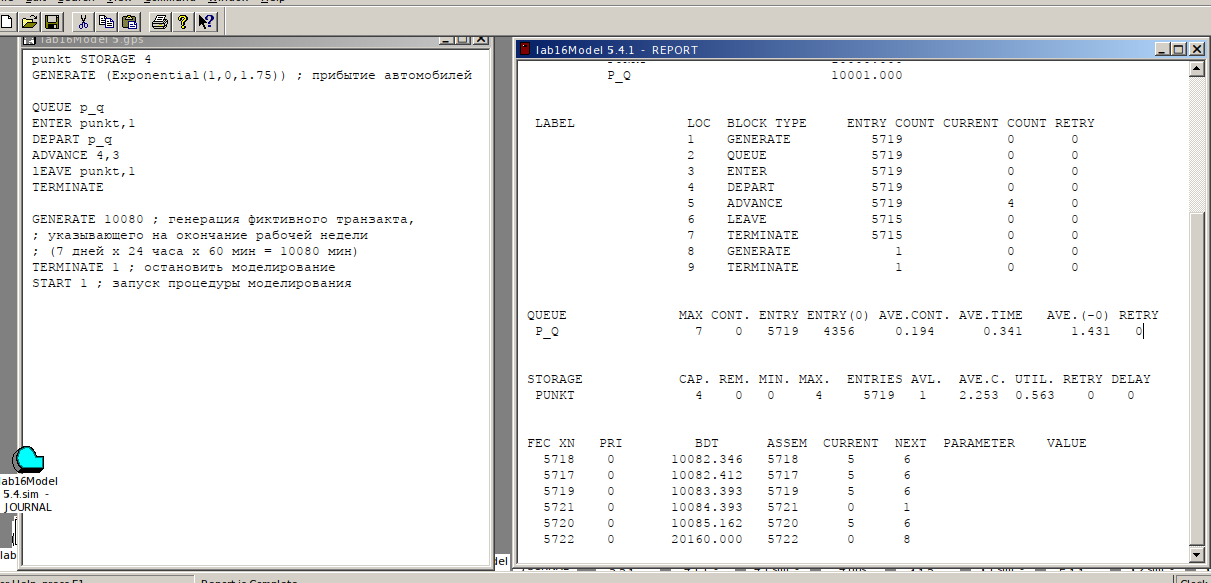 lab16Model 5.gps
punkt STORAGE 4
GENERATE (Exponential(1,0,1.75)) ; прибытие автомобилей
QUEUE p_q
ENTER punkt,1
DEPART p_q
ADVANCE 4,3
lEAVE punkt,1
TERMINATE
GENERATE 10080 ; генерация фиктивного транзакта,
; указывающего на окончание рабочей недели
; (7 дней x 24 часа x 60 мин = 10080 мин)
TERMINATE 1 ; остановить моделирование
START 1 ; запуск процедуры моделирования
lab16Model
5.4.sim -
JOURNAL
lab
lab16Model 5.4.1 - REPORT
P_Q 10001.000
LABEL LOC BLOCK TYPE ENTRY COUNT CURRENT COUNT RETRY
1 GENERATE 5719 0 0
2 QUEUE 5719 0 0
3 ENTER 5719 0 0
4 DEPART 5719 0 0
5 ADVANCE 5719 4 0
6 LEAVE 5715 0 0
7 TERMINATE 5715 0 0
8 GENERATE 1 0 0
9 TERMINATE 1 0 0
QUEUE MAX CONT. ENTRY ENTRY(0) AVE.CONT. AVE.TIME AVE.(-0) RETRY
P_Q 7 0 5719 4356 0.194 0.341 1.431 0
STORAGE CAP. REM. MIN. MAX. ENTRIES AVL. AVE.C. UTIL. RETRY DELAY
PUNKT 4 0 0 4 5719 1 2.253 0.563 0 0
FEC XN PRI BDT ASSEM CURRENT NEXT PARAMETER VALUE
5718 0 10082.346 5718 5 6
5717 0 10082.412 5717 5 6
5719 0 10083.393 5719 5 6
5721 0 10084.393 5721 0 1
5720 0 10085.162 5720 5 6
5722 0 20160.000 5722 0 8
Report is Complete
Clock